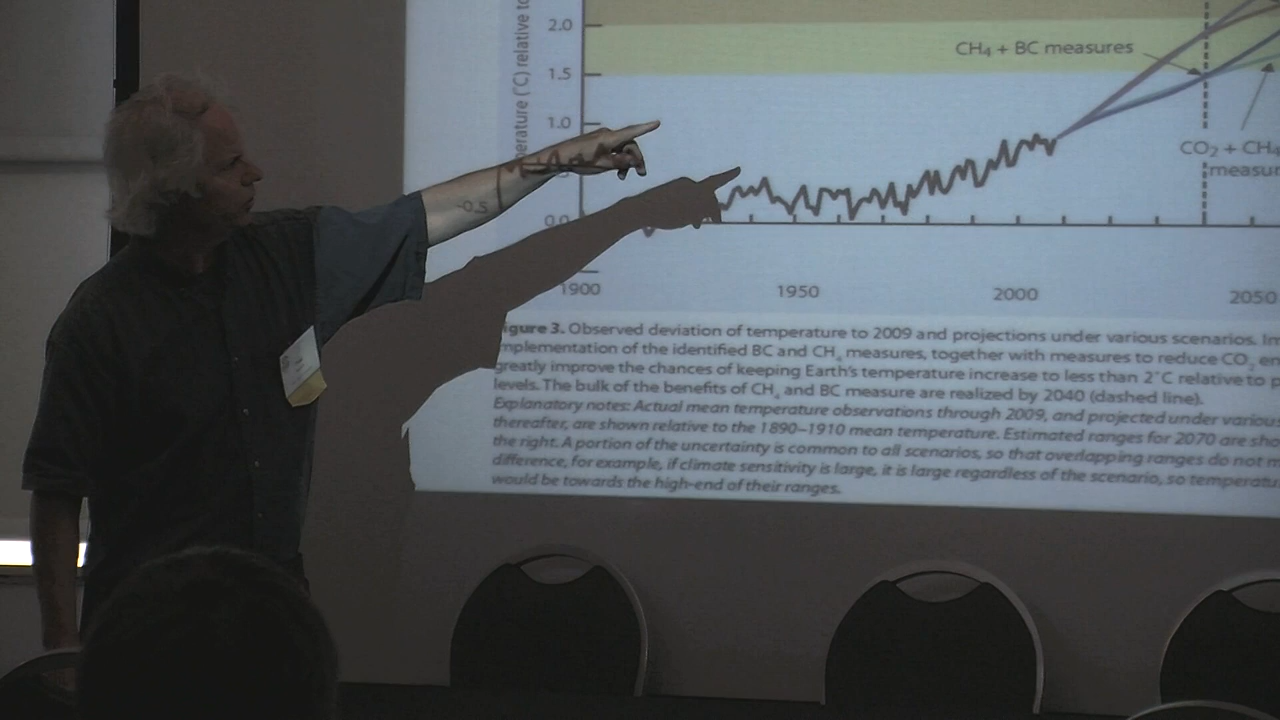 2.0
CH₄ + BC measures
1.5
erature (°C) relative to
1.0
CO₂ + CH₄
measur
-0.5
0.0
1900 1950 2000 2050
igure 3. Observed deviation of temperature to 2009 and projections under various scenarios. Im
mplementation of the identified BC and CH₄ measures, together with measures to reduce CO₂ em
greatly improve the chances of keeping Earth's temperature increase to less than 2˚C relative to p
levels. The bulk of the benefits of CH₄ and BC measure are realized by 2040 (dashed line).
Explanatory notes: Actual mean temperature observations through 2009, and projected under various
thereafter, are shown relative to the 1890–1910 mean temperature. Estimated ranges for 2070 are sho
the right. A portion of the uncertainty is common to all scenarios, so that overlapping ranges do not m
difference, for example, if climate sensitivity is large, it is large regardless of the scenario, so temperatu
would be towards the high-end of their ranges.